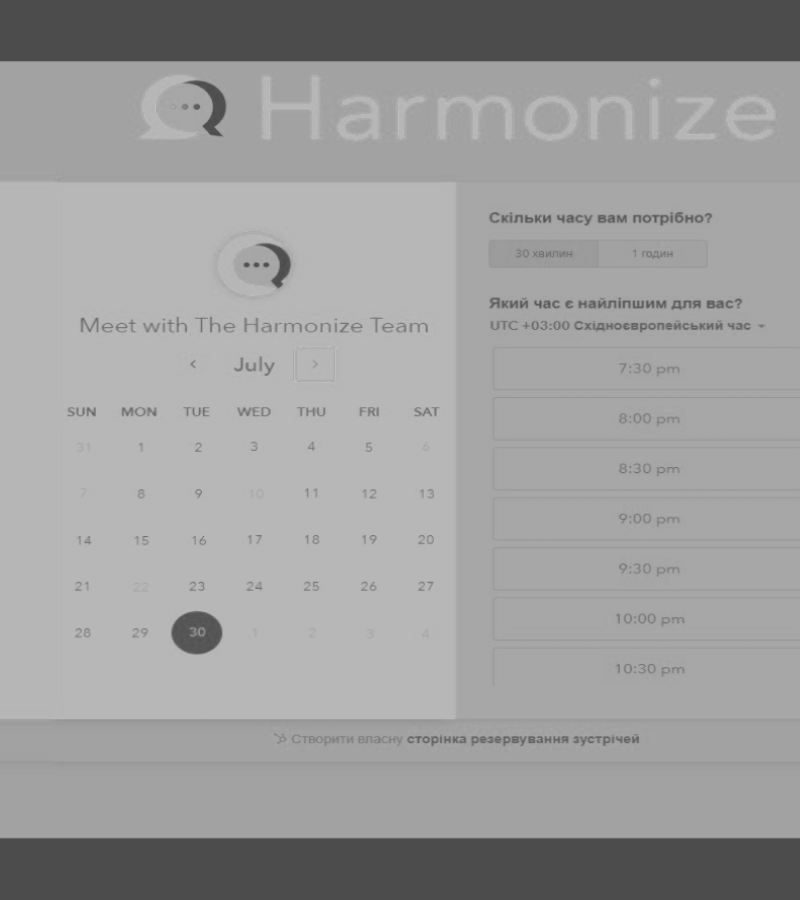 Harmonize
Meet with The Harmonize Team
July
SUN MON TUE WED THU FRI SAT
31 1 2 3 4 5 6
7 8 9 10 11 12 13
14 15 16 17 18 19 20
21 22 23 24 25 26 27
28 29 30 1 2 3 4
Скільки часу вам потрібно?
30 хвилин 1 годин
Який час є найліпшим для вас?
UTC +03:00 Східноєвропейський час
7:30 pm
8:00 pm
8:30 pm
9:00 pm
9:30 pm
10:00 pm
10:30 pm
Створити власну сторінка резервування зустрічей